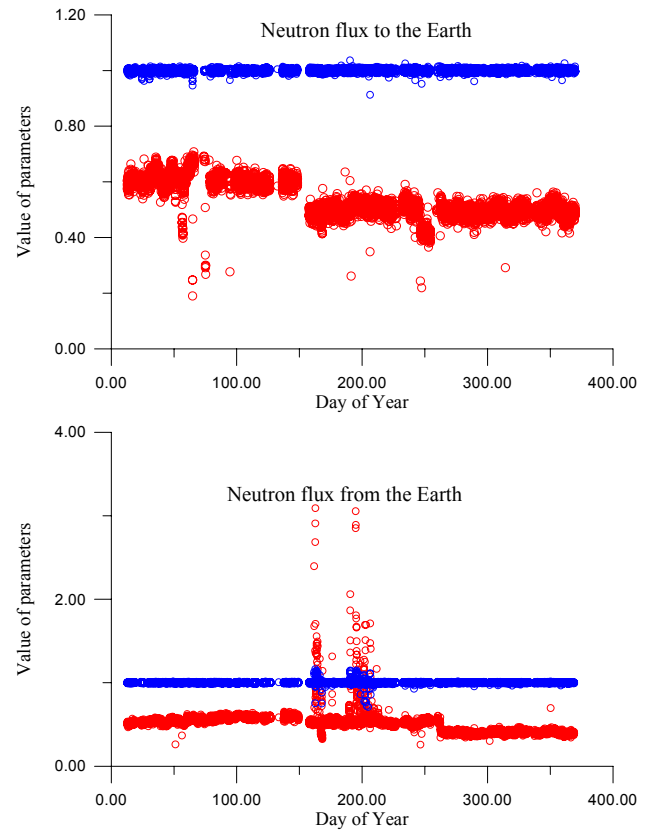 1.20
Neutron flux to the Earth
0.80
Value of parameters
0.40
0.00
0.00 100.00 200.00 300.00 400.00
Day of Year
4.00
Neutron flux from the Earth
Value of parameters
2.00
0.00
0.00 100.00 200.00 300.00 400.00
Day of Year